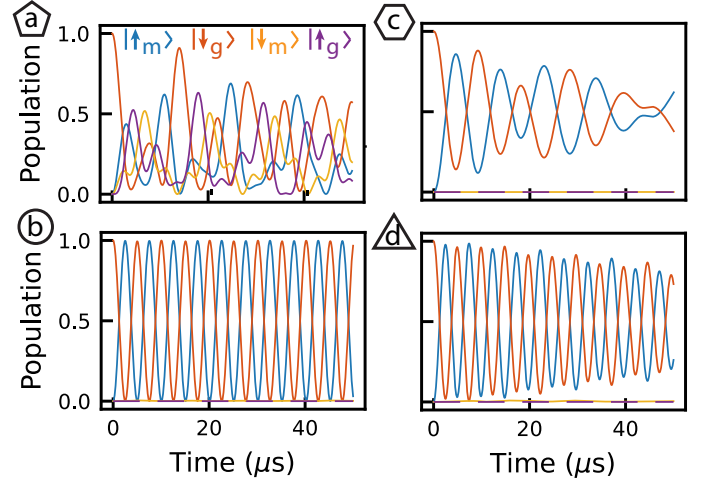 a
c
1.0
|↑m⟩ |↓g⟩ |↓m⟩ |↑g⟩
Population
0.5
0.0
b
d
1.0
Population
0.5
0.0
0 20 40
0 20 40
Time (μs)
Time (μs)